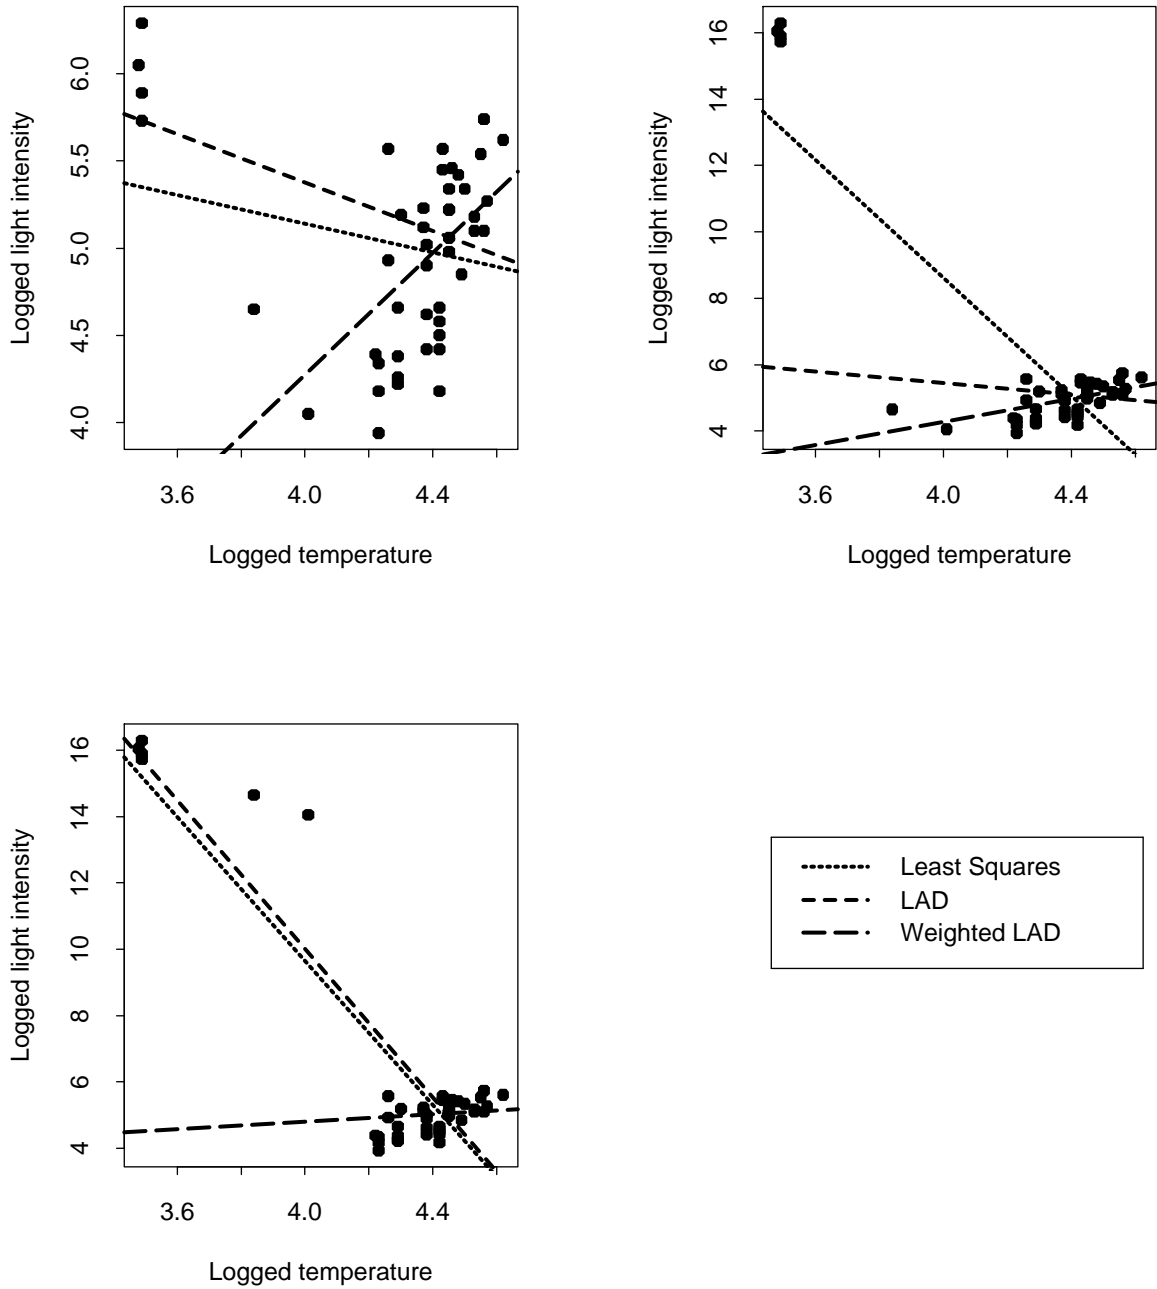 Logged light intensity
6.0
5.5
5.0
4.5
4.0
3.6 4.0 4.4
Logged temperature
Logged light intensity
16
14
12
10
8
6
4
3.6 4.0 4.4
Logged temperature
Logged light intensity
16
14
12
10
8
6
4
3.6 4.0 4.4
Logged temperature
Least Squares
LAD
Weighted LAD